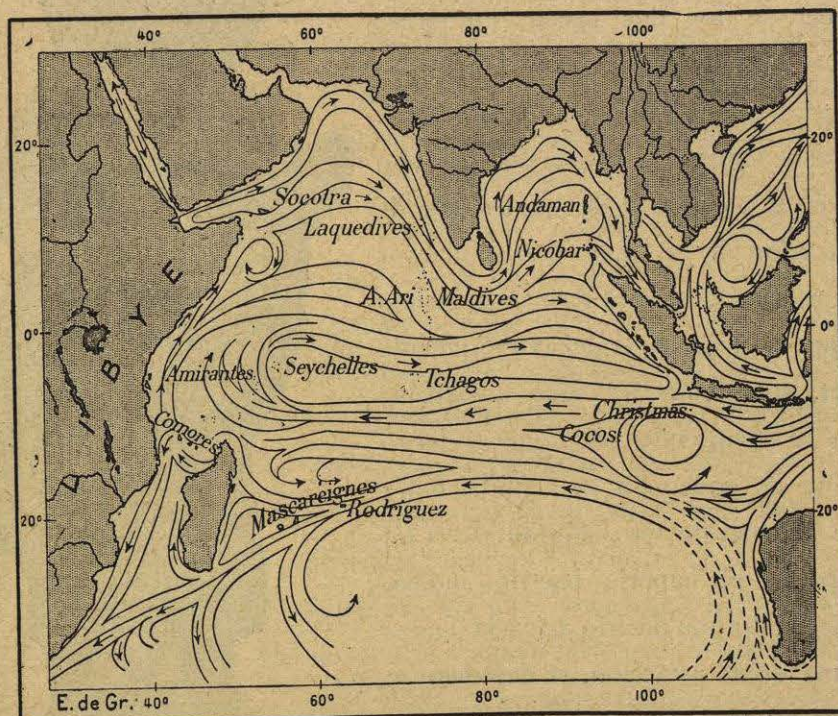 40° 60° 80° 100°
20° 20°
Socotra
Laquedives
Andaman
Nicobar
A.Ari Maldives
0° 0°
Amirantes Seychelles Tchagos
Christmas
Cocos
Comores
Mascareignes
Rodriguez
20° 20°
L I B Y E
E. de Gr. 40° 60° 80° 100°